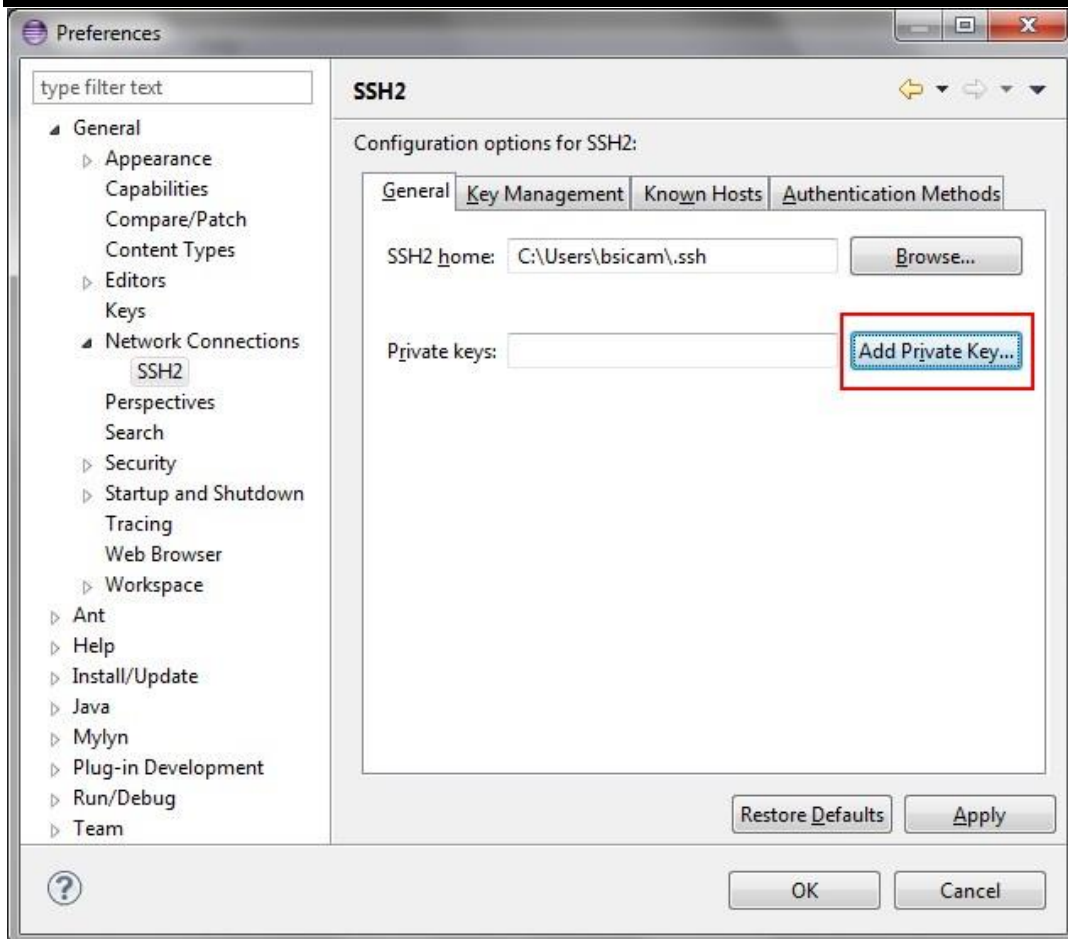 Preferences
type filter text
General
Appearance
Capabilities
Compare/Patch
Content Types
Editors
Keys
Network Connections
SSH2
Perspectives
Search
Security
Startup and Shutdown
Tracing
Web Browser
Workspace
Ant
Help
Install/Update
Java
Mylyn
Plug-in Development
Run/Debug
Team
SSH2
Configuration options for SSH2:
General Key Management Known Hosts Authentication Methods
SSH2 home: C:\Users\bsicam\.ssh Browse...
Private keys: Add Private Key...
Restore Defaults Apply
? OK Cancel